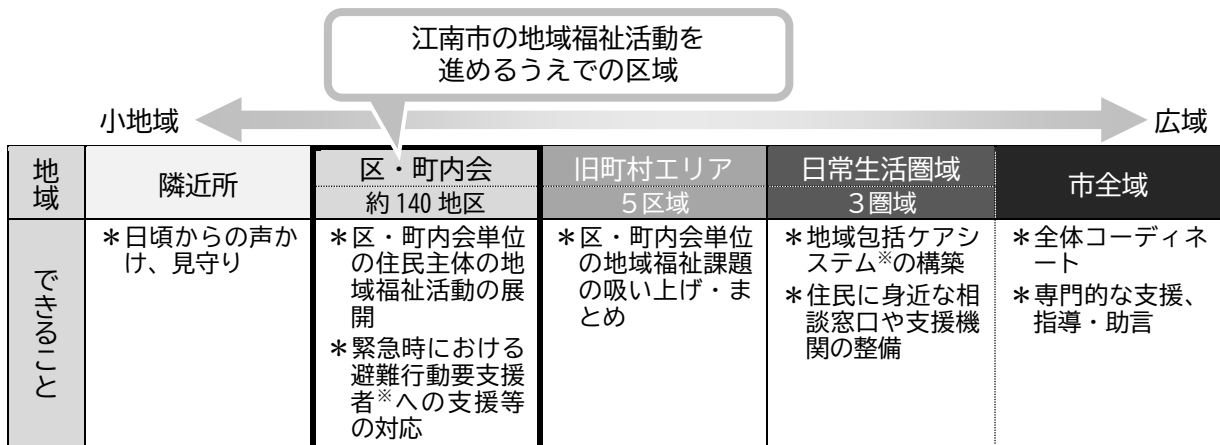 江南市の地域福祉活動を
進めるうえでの区域
小地域
広域
地域
隣近所
区・町内会
約 140 地区
旧町村エリア
５区域
日常生活圏域
３圏域
市全域
できること
＊日頃からの声か
け、見守り
＊区・町内会単位
の住民主体の地
域福祉活動の展
開
＊緊急時における
避難行動要支援
者※への支援等
の対応
＊区・町内会単位
の地域福祉課題
の吸い上げ・ま
とめ
＊地域包括ケアシ
ステム※の構築
＊住民に身近な相
談窓口や支援機
関の整備
＊全体コーディネ
ート
＊専門的な支援、
指導・助言